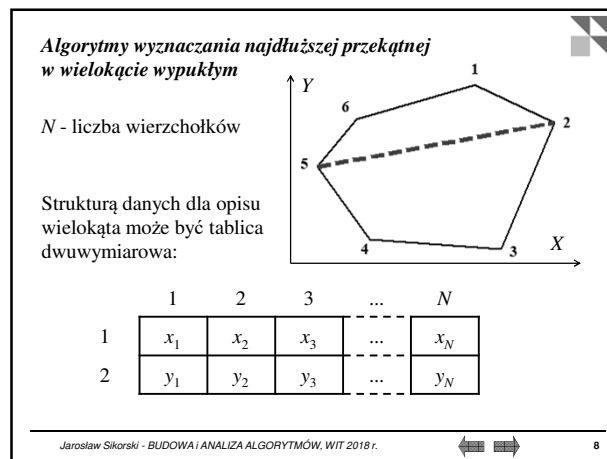 Algorytmy wyznaczania najdłuższej przekątnej
w wielokącie wypukłym
N - liczba wierzchołków
Strukturą danych dla opisu
wielokąta może być tablica
dwuwymiarowa:
Y
1
6
2
5
4
3
X
1 2 3 ... N
1 x1 x2 x3 ... xN
2 y1 y2 y3 ... yN
Jarosław Sikorski - BUDOWA i ANALIZA ALGORYTMÓW, WIT 2018 r.
8